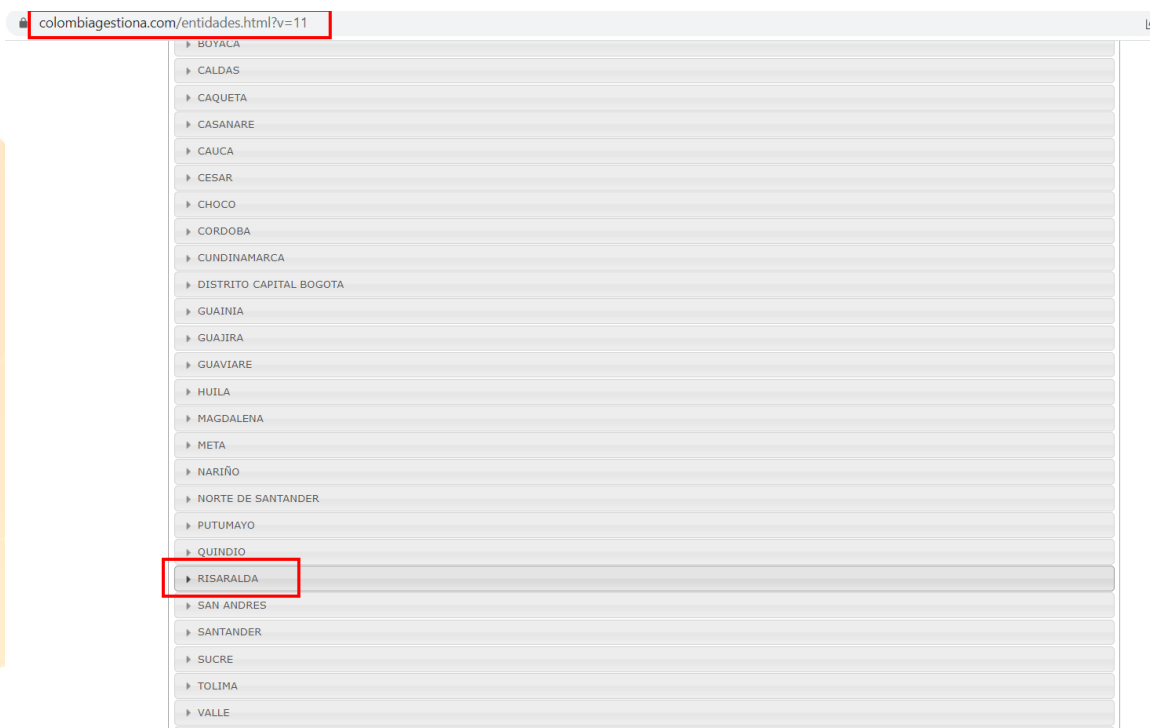 colombiagestiona.com/entidades.html?v=11
BOYACA
CALDAS
CAQUETA
CASANARE
CAUCA
CESAR
CHOCO
CORDOBA
CUNDINAMARCA
DISTRITO CAPITAL BOGOTA
GUAINIA
GUAJIRA
GUAVIARE
HUILA
MAGDALENA
META
NARIÑO
NORTE DE SANTANDER
PUTUMAYO
QUINDIO
RISARALDA
SAN ANDRES
SANTANDER
SUCRE
TOLIMA
VALLE